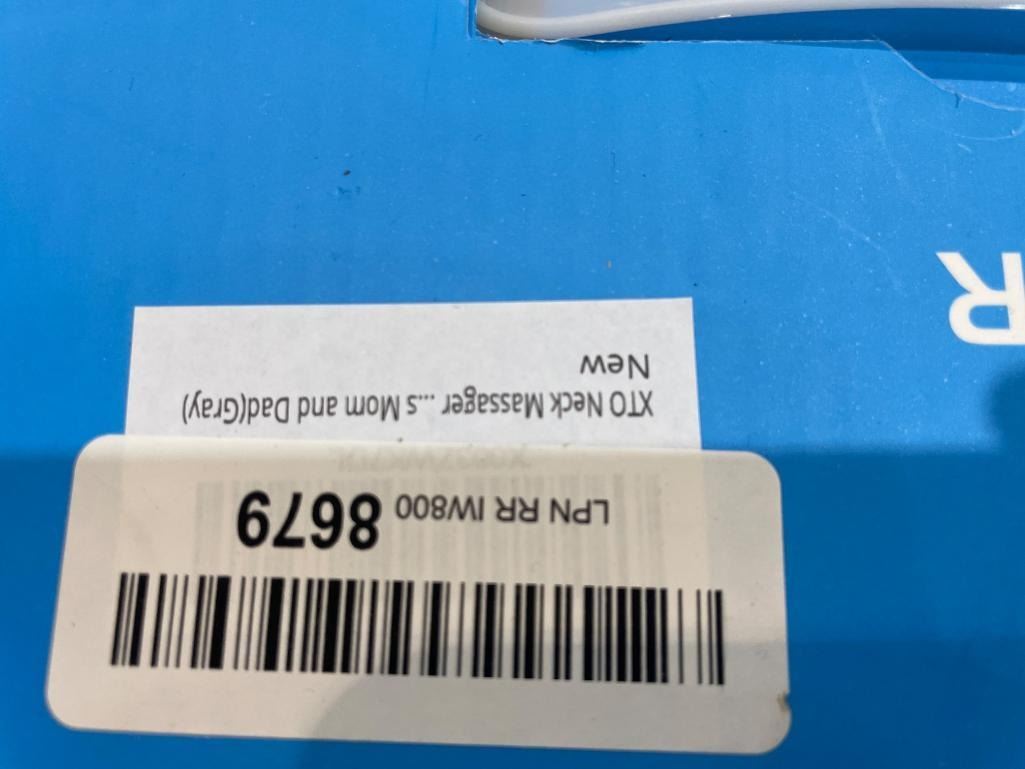 LPN RR IW800 8679
XTO Neck Massager ...s Mom and Dad(Gray)
New
R